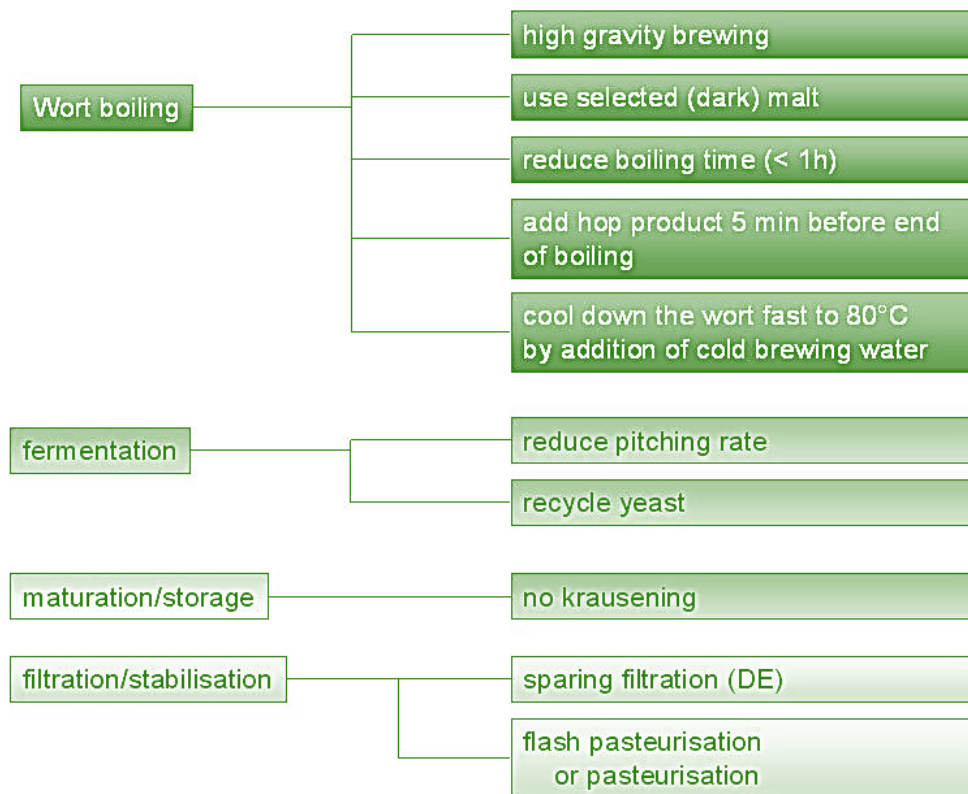 high gravity brewing
Wort boiling
use selected (dark) malt
reduce boiling time (< 1h)
add hop product 5 min before end
of boiling
cool down the wort fast to 80°C
by addition of cold brewing water
fermentation
reduce pitching rate
recycle yeast
maturation/storage
no krausening
filtration/stabilisation
sparing filtration (DE)
flash pasteurisation
or pasteurisation